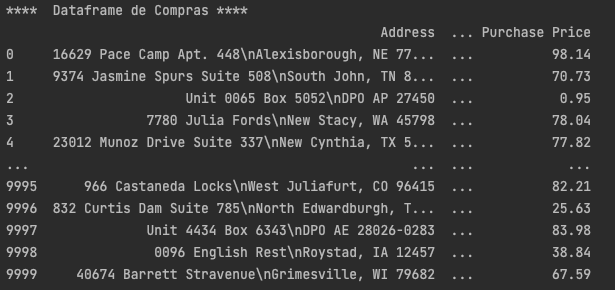 **** Dataframe de Compras ****
Address ... Purchase Price
0 16629 Pace Camp Apt. 448\nAlexisborough, NE 77... ... 98.14
1 9374 Jasmine Spurs Suite 508\nSouth John, TN 8... ... 70.73
2 Unit 0065 Box 5052\nDPO AP 27450 ... 0.95
3 7780 Julia Fords\nNew Stacy, WA 45798 ... 78.04
4 23012 Munoz Drive Suite 337\nNew Cynthia, TX 5... ... 77.82
... ... ... ...
9995 966 Castaneda Locks\nWest Juliafurt, CO 96415 ... 82.21
9996 832 Curtis Dam Suite 785\nNorth Edwardburgh, T... ... 25.63
9997 Unit 4434 Box 6343\nDPO AE 28026-0283 ... 83.98
9998 0096 English Rest\nRoystad, IA 12457 ... 38.84
9999 40674 Barrett Stravenue\nGrimesville, WI 79682 ... 67.59